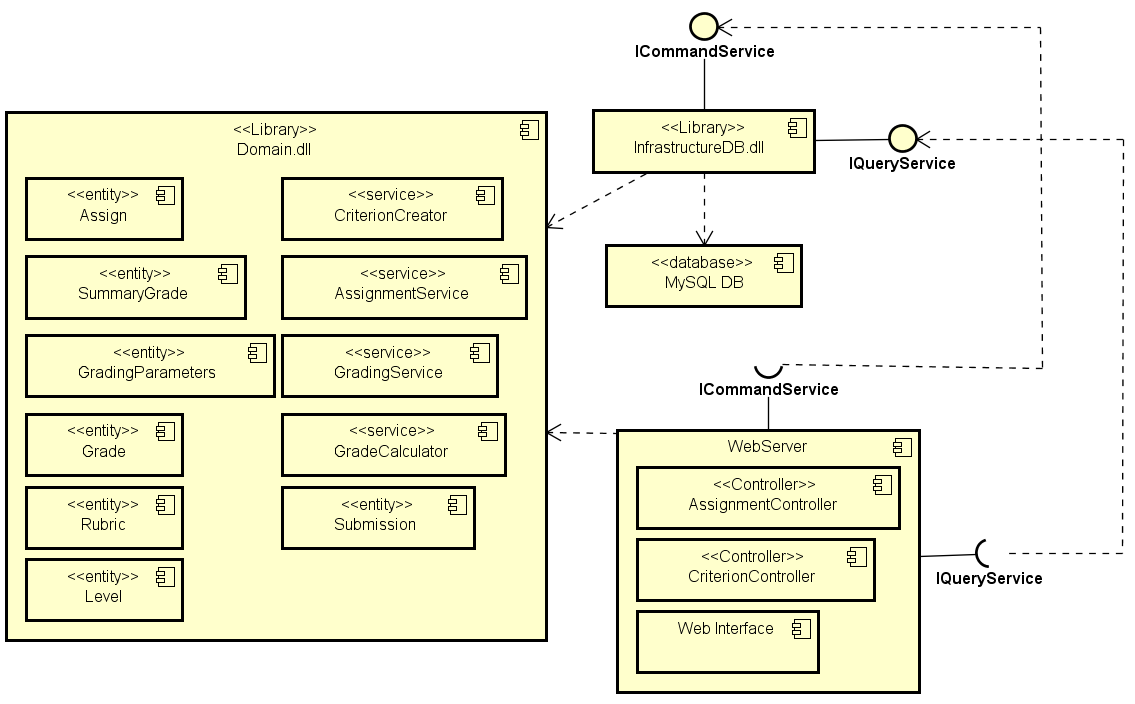 ICommandService
<<Library>>
InfrastructureDB.dll
IQueryService
<<database>>
MySQL DB
<<Library>>
Domain.dll
<<entity>>
Assign
<<service>>
CriterionCreator
<<entity>>
SummaryGrade
<<service>>
AssignmentService
<<entity>>
GradingParameters
<<service>>
GradingService
<<entity>>
Grade
<<service>>
GradeCalculator
<<entity>>
Rubric
<<entity>>
Submission
<<entity>>
Level
ICommandService
WebServer
<<Controller>>
AssignmentController
<<Controller>>
CriterionController
Web Interface
IQueryService